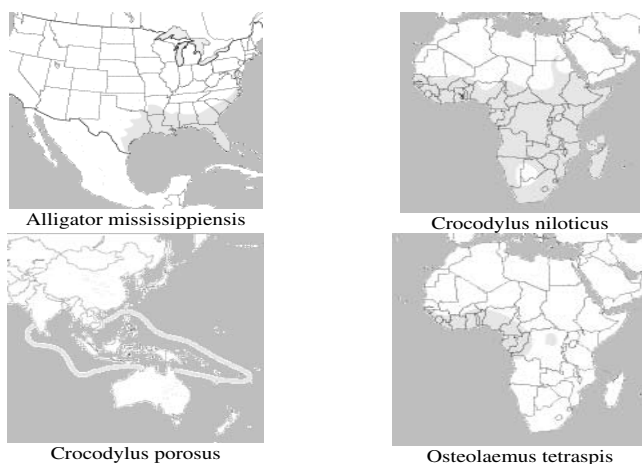 Alligator mississippiensis
Crocodylus niloticus
Crocodylus porosus
Osteolaemus tetraspis